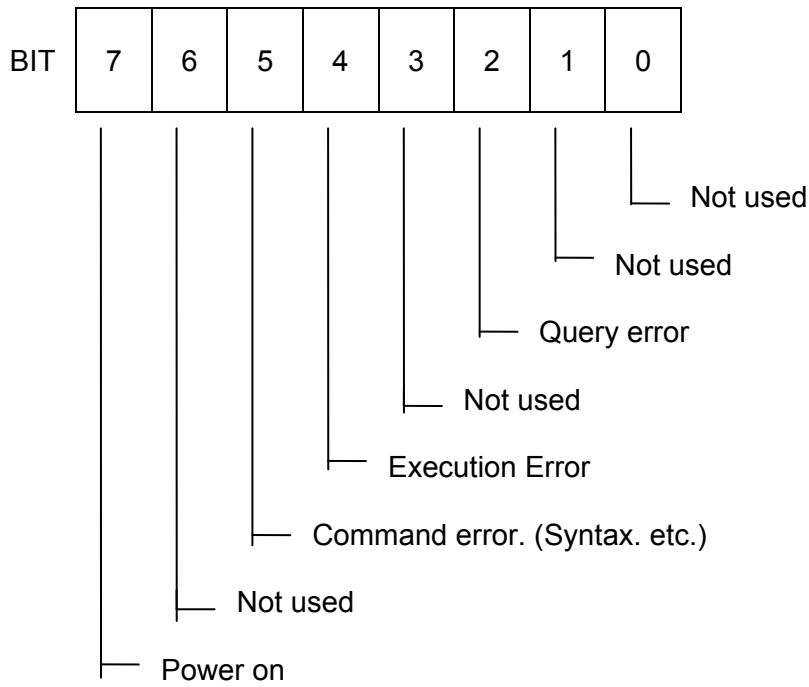 BIT 7 6 5 4 3 2 1 0
Not used
Not used
Query error
Not used
Execution Error
Command error. (Syntax. etc.)
Not used
Power on